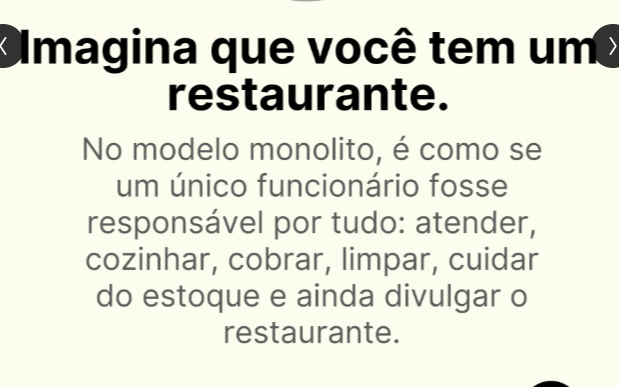 Imagina que você tem um
restaurante.
No modelo monolito, é como se
um único funcionário fosse
responsável por tudo: atender,
cozinhar, cobrar, limpar, cuidar
do estoque e ainda divulgar o
restaurante.